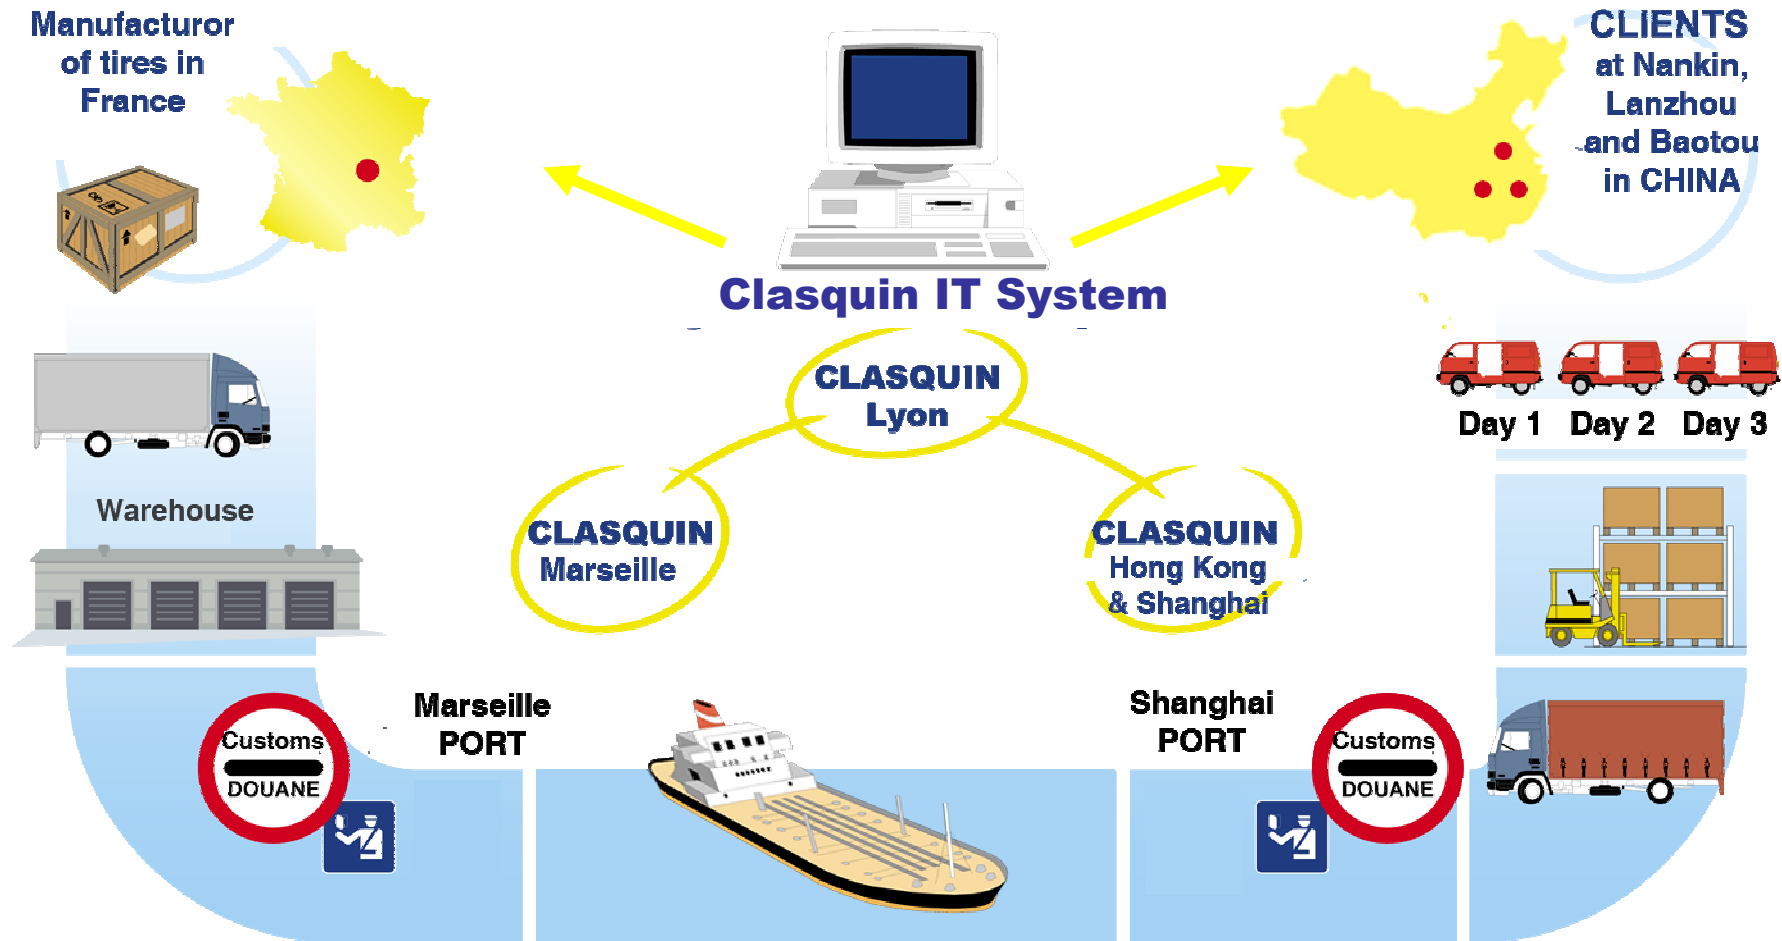 Manufacturor
of tires in
France
CLIENTS
at Nankin,
Lanzhou
and Baotou
in CHINA
Clasquin IT System
CLASQUIN
Lyon
Day 1 Day 2 Day 3
Warehouse
CLASQUIN
Marseille
CLASQUIN
Hong Kong
& Shanghai
Marseille
PORT
Shanghai
PORT
Customs
DOUANE
Customs
DOUANE